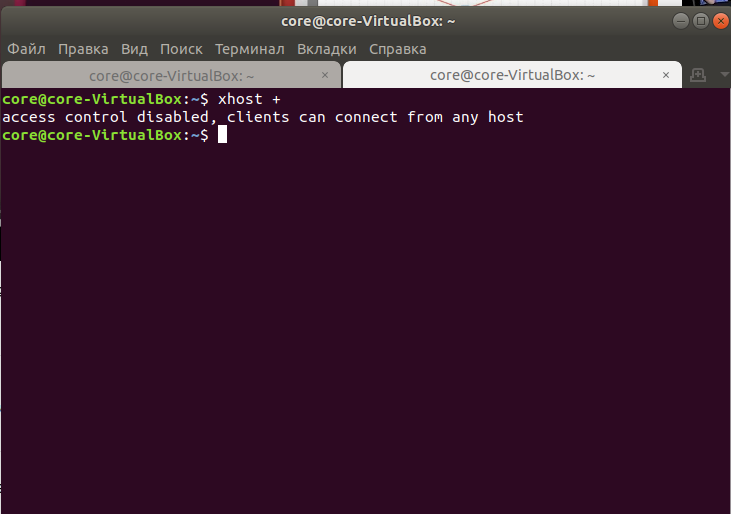 core@core-VirtualBox: ~
Файл Правка Вид Поиск Терминал Вкладки Справка
core@core-VirtualBox: ~ × core@core-VirtualBox: ~ ×
core@core-VirtualBox:~$ xhost +
access control disabled, clients can connect from any host
core@core-VirtualBox:~$